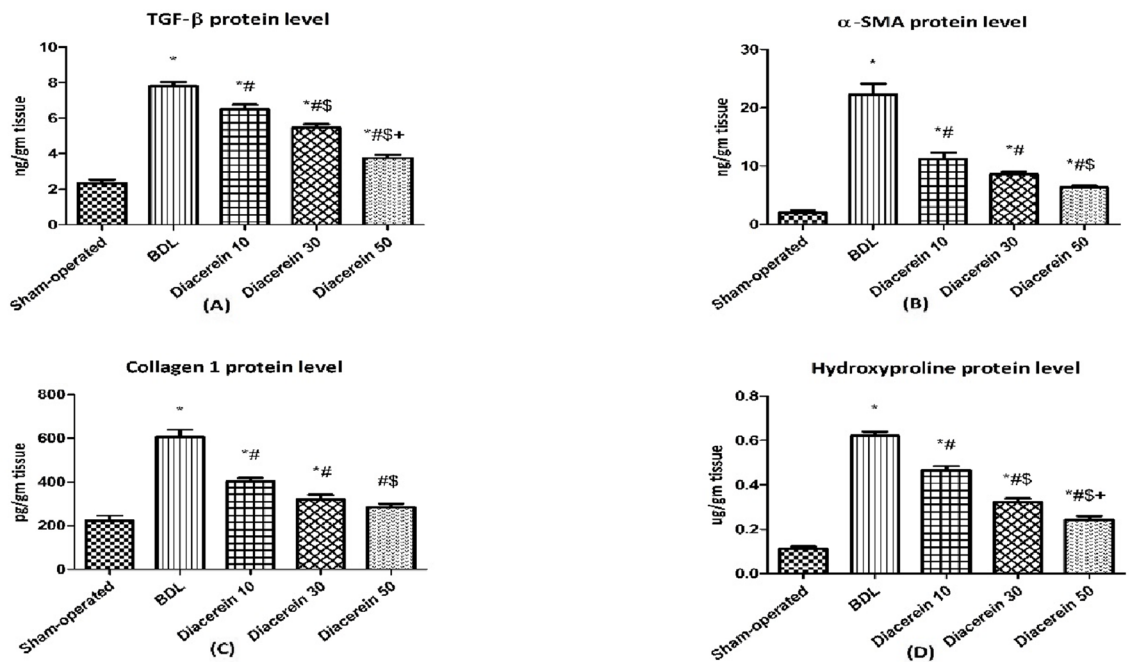 TGF-β protein level
10
8
6
4
2
0
ng/gm tissue
*
*#
*#$
*#$+
Sham-operated
BDL
Diacerein 10
Diacerein 30
Diacerein 50
(A)
α-SMA protein level
30
20
10
0
ng/gm tissue
*
*#
*#
*#$
Sham-operated
BDL
Diacerein 10
Diacerein 30
Diacerein 50
(B)
Collagen 1 protein level
800
600
400
200
0
pg/gm tissue
*
*#
*#
#$
Sham-operated
BDL
Diacerein 10
Diacerein 30
Diacerein 50
(C)
Hydroxyproline protein level
0.8
0.6
0.4
0.2
0.0
ug/gm tissue
*
*#
*#$
*#$+
Sham-operated
BDL
Diacerein 10
Diacerein 30
Diacerein 50
(D)